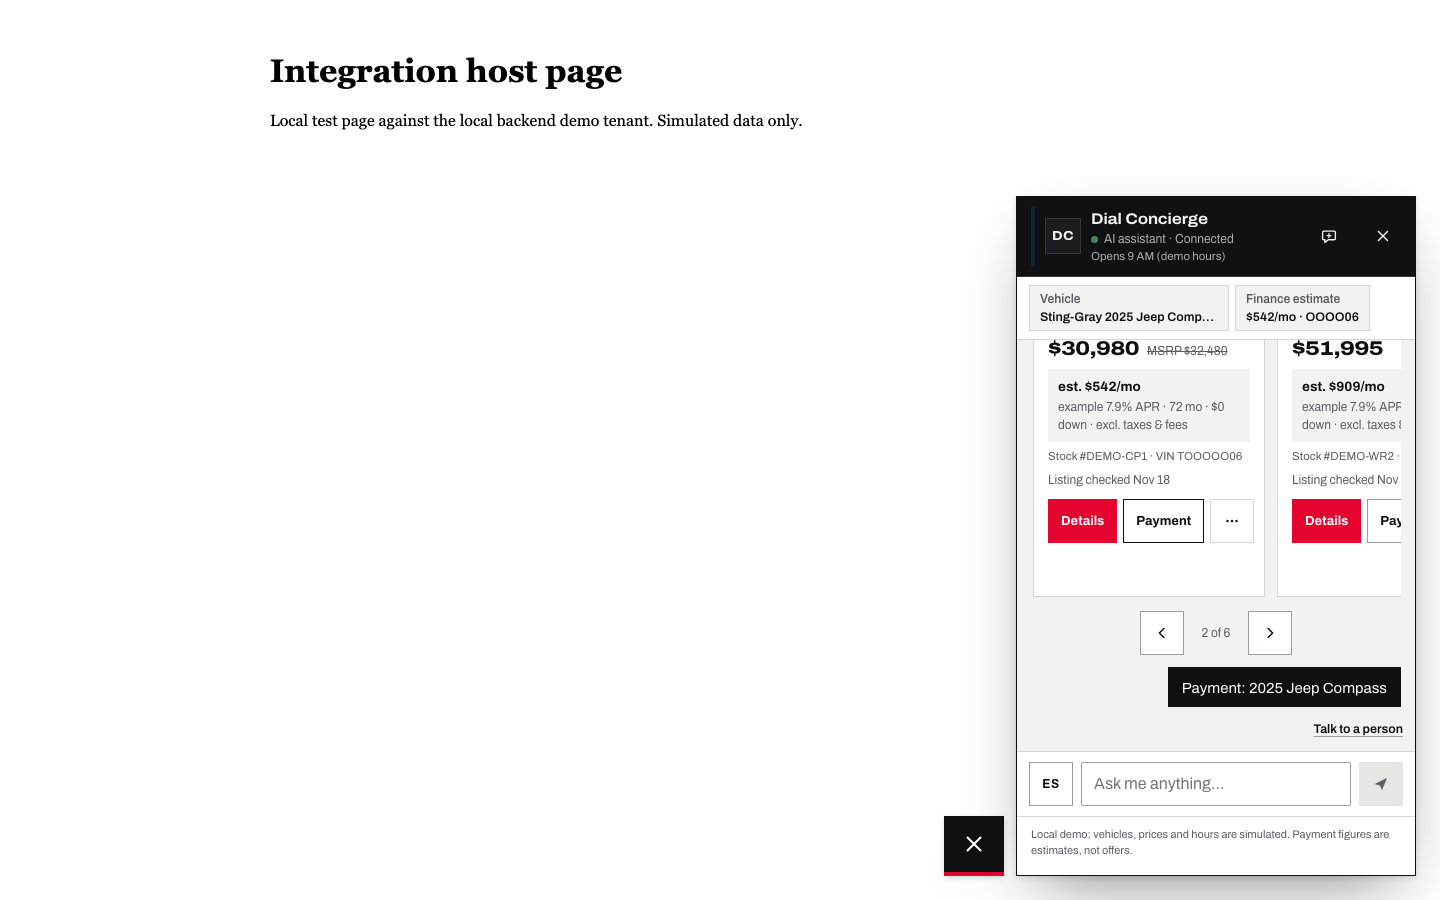 Integration host page
Local test page against the local backend demo tenant. Simulated data only.
DC
Dial Concierge
AI assistant · Connected
Opens 9 AM (demo hours)
Vehicle
Sting-Gray 2025 Jeep Comp...
Finance estimate
$542/mo · OOOO06
$30,980 MSRP $32,480
est. $542/mo
example 7.9% APR · 72 mo · $0
down · excl. taxes & fees
Stock #DEMO-CP1 · VIN TOOOOO06
Listing checked Nov 18
Details
Payment
$51,995
est. $909/mo
example 7.9% APR
down · excl. taxes &
Stock #DEMO-WR2 ·
Listing checked Nov
Details
Pay
2 of 6
Payment: 2025 Jeep Compass
Talk to a person
ES
Ask me anything...
Local demo: vehicles, prices and hours are simulated. Payment figures are
estimates, not offers.